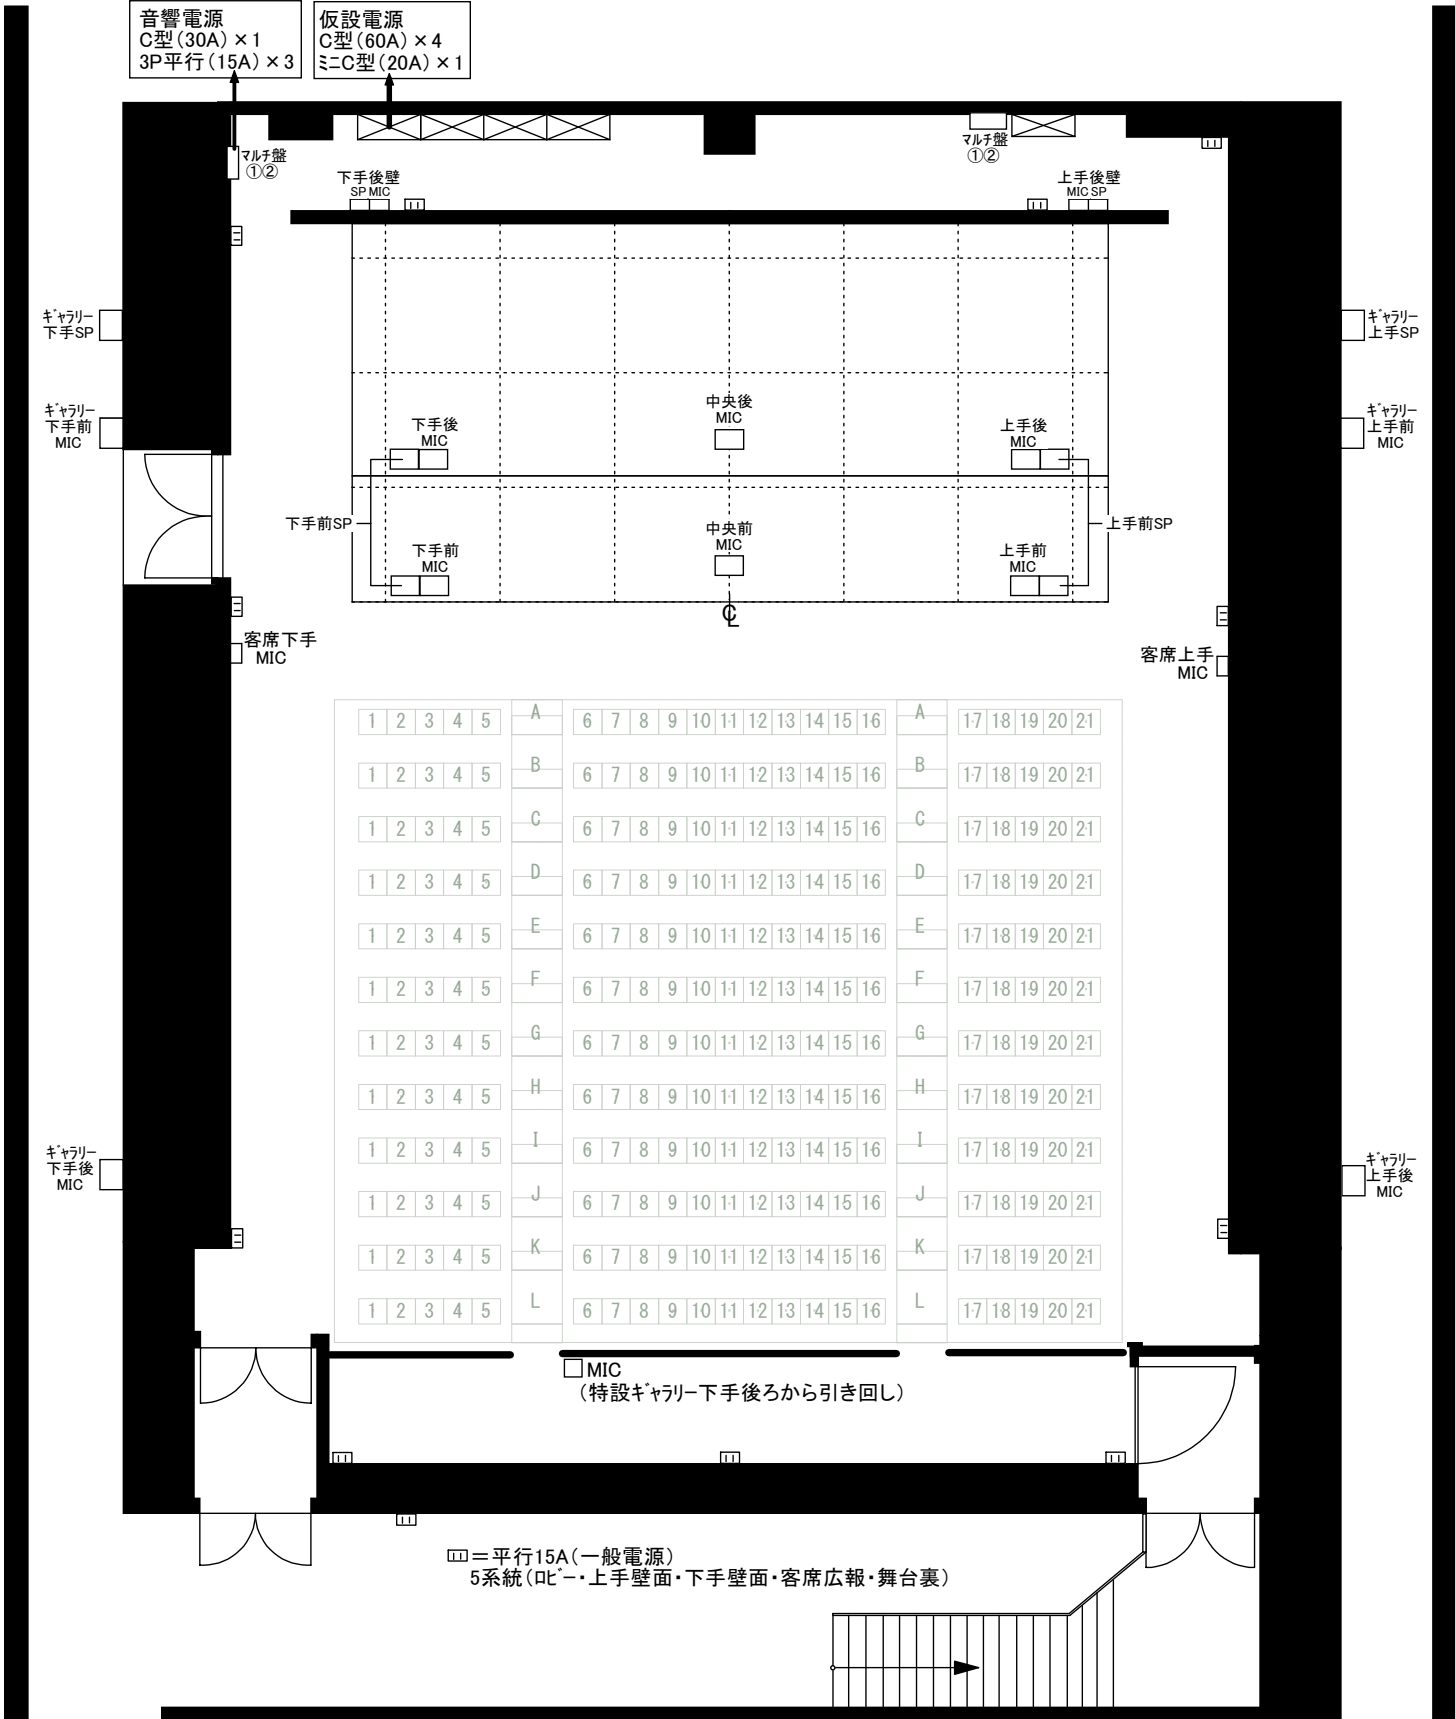 音響電源
C型(30A)×1
3P平行(15A)×3
仮設電源
C型(60A)×4
ミニC型(20A)×1
マルチ盤
①②
マルチ盤
①②
下手後壁
SP MIC
上手後壁
MIC SP
ギャラリー
下手SP
ギャラリー
上手SP
ギャラリー
下手前
MIC
ギャラリー
上手前
MIC
下手後
MIC
中央後
MIC
上手後
MIC
下手前SP
上手前SP
下手前
MIC
中央前
MIC
上手前
MIC
CL
客席下手
MIC
客席上手
MIC
1 2 3 4 5 A 6 7 8 9 10 11 12 13 14 15 16 A 17 18 19 20 21
1 2 3 4 5 B 6 7 8 9 10 11 12 13 14 15 16 B 17 18 19 20 21
1 2 3 4 5 C 6 7 8 9 10 11 12 13 14 15 16 C 17 18 19 20 21
1 2 3 4 5 D 6 7 8 9 10 11 12 13 14 15 16 D 17 18 19 20 21
1 2 3 4 5 E 6 7 8 9 10 11 12 13 14 15 16 E 17 18 19 20 21
1 2 3 4 5 F 6 7 8 9 10 11 12 13 14 15 16 F 17 18 19 20 21
1 2 3 4 5 G 6 7 8 9 10 11 12 13 14 15 16 G 17 18 19 20 21
1 2 3 4 5 H 6 7 8 9 10 11 12 13 14 15 16 H 17 18 19 20 21
1 2 3 4 5 I 6 7 8 9 10 11 12 13 14 15 16 I 17 18 19 20 21
1 2 3 4 5 J 6 7 8 9 10 11 12 13 14 15 16 J 17 18 19 20 21
1 2 3 4 5 K 6 7 8 9 10 11 12 13 14 15 16 K 17 18 19 20 21
1 2 3 4 5 L 6 7 8 9 10 11 12 13 14 15 16 L 17 18 19 20 21
ギャラリー
下手後
MIC
ギャラリー
上手後
MIC
MIC
(特設ギャラリー下手後ろから引き回し)
=平行15A(一般電源)
5系統(ロビー・上手壁面・下手壁面・客席広報・舞台裏)